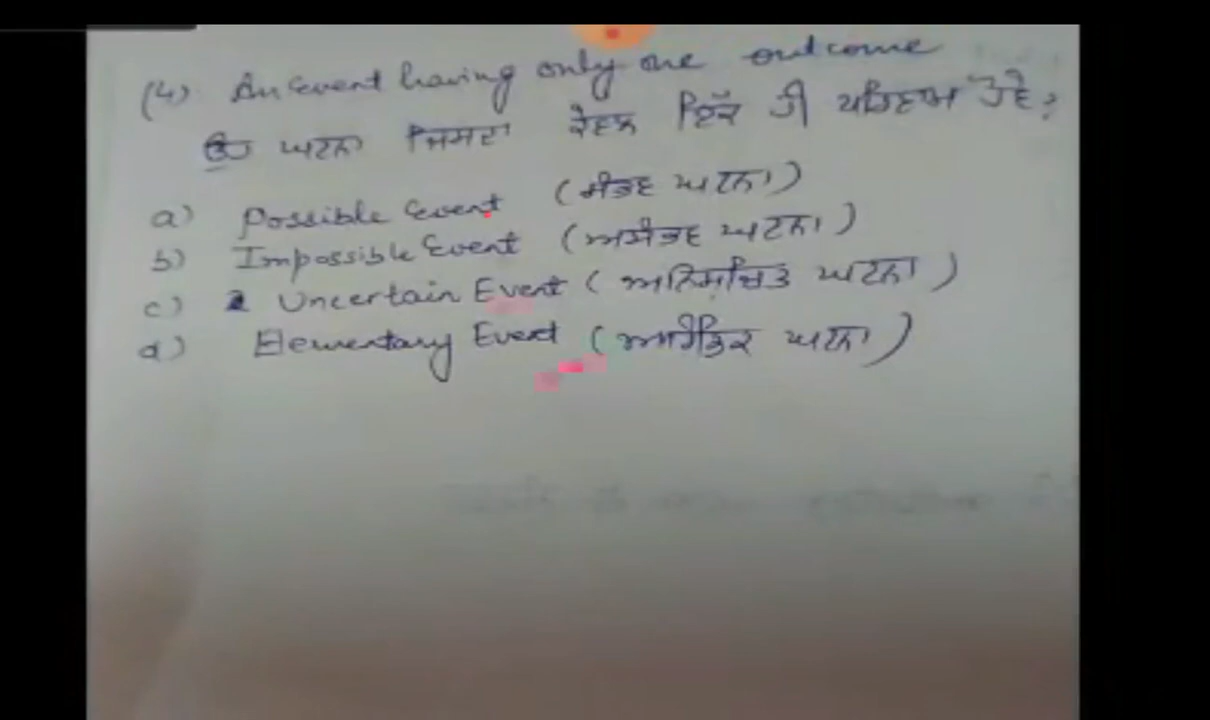 (4) An Event having only one outcome
ਉਹ ਘਟਨਾ ਜਿਸਦਾ ਕੇਵਲ ਇੱਕ ਹੀ ਪਰਿਣਾਮ ਹੋਵੇ?
a) Possible Event (ਸੰਭਵ ਘਟਨਾ)
b) Impossible Event (ਅਸੰਭਵ ਘਟਨਾ)
c) Uncertain Event (ਅਨਿਸ਼ਚਿਤ ਘਟਨਾ)
d) Elementary Event (ਆਰੰਭਿਕ ਘਟਨਾ)